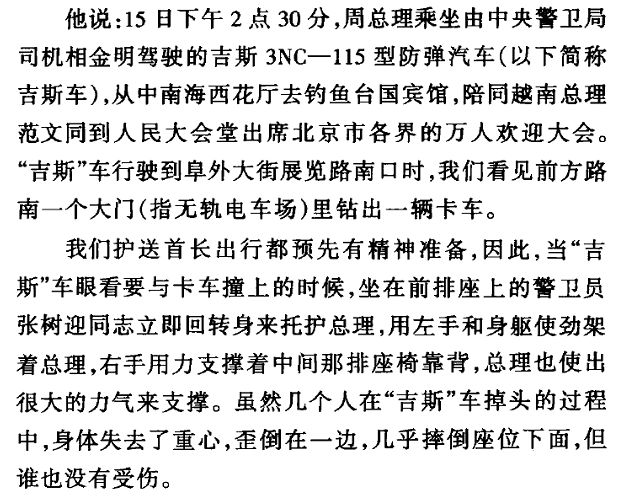 他说：15日下午2点30分，周总理乘坐由中央警卫局
司机相金明驾驶的吉斯3NC—115型防弹汽车（以下简称
吉斯车），从中南海西花厅去钓鱼台国宾馆，陪同越南总理
范文同到人民大会堂出席北京市各界的万人欢迎大会。
“吉斯”车行驶到阜外大街展览路南口时，我们看见前方路
南一个大门（指无轨电车场）里钻出一辆卡车。
我们护送首长出行都预先有精神准备，因此，当“吉
斯”车眼看要与卡车撞上的时候，坐在前排座上的警卫员
张树迎同志立即回转身来托护总理，用左手和身躯使劲架
着总理，右手用力支撑着中间那排座椅靠背，总理也使出
很大的力气来支撑。虽然几个人在“吉斯”车掉头的过程
中，身体失去了重心，歪倒在一边，几乎摔倒座位下面，但
谁也没有受伤。